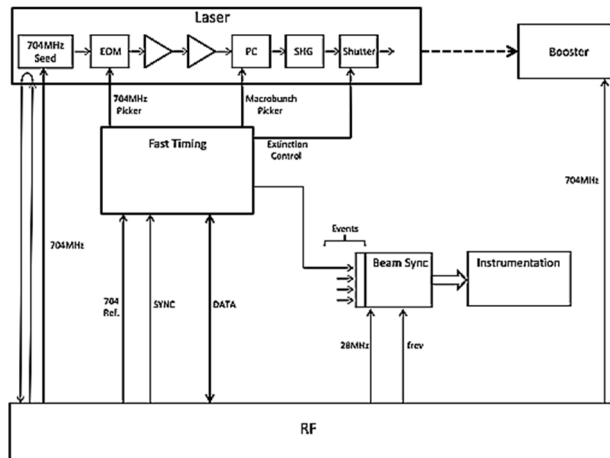 Laser
704MHz
Seed
EOM
PC
SHG
Shutter
Booster
704MHz
Picker
Macrobunch
Picker
Extinction
Control
Fast Timing
704MHz
704MHz
Events
Beam Sync
Instrumentation
704
Ref.
SYNC
DATA
28MHz
frev
RF